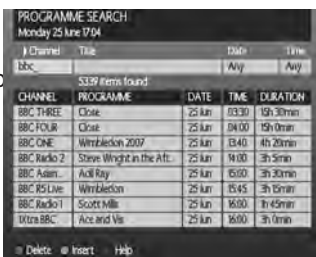 PROGRAMME SEARCH
Monday 25 June 17:04
Channel Title Date Time
bbc_ Any Any
5339 items found
CHANNEL PROGRAMME DATE TIME DURATION
BBC THREE Close 25 Jun 03:30 15h 30min
BBC FOUR Close 25 Jun 04:00 15h 0min
BBC ONE Wimbledon 2007 25 Jun 13:40 4h 20min
BBC Radio 2 Steve Wright in the Aft... 25 Jun 14:00 3h 5min
BBC Asian... Adil Ray 25 Jun 15:00 3h 30min
BBC R5 Live Wimbledon 25 Jun 15:45 3h 15min
BBC Radio 1 Scott Mills 25 Jun 16:00 1h 45min
1Xtra BBC Ace and Vis 25 Jun 16:00 3h 0min
Delete Insert Help